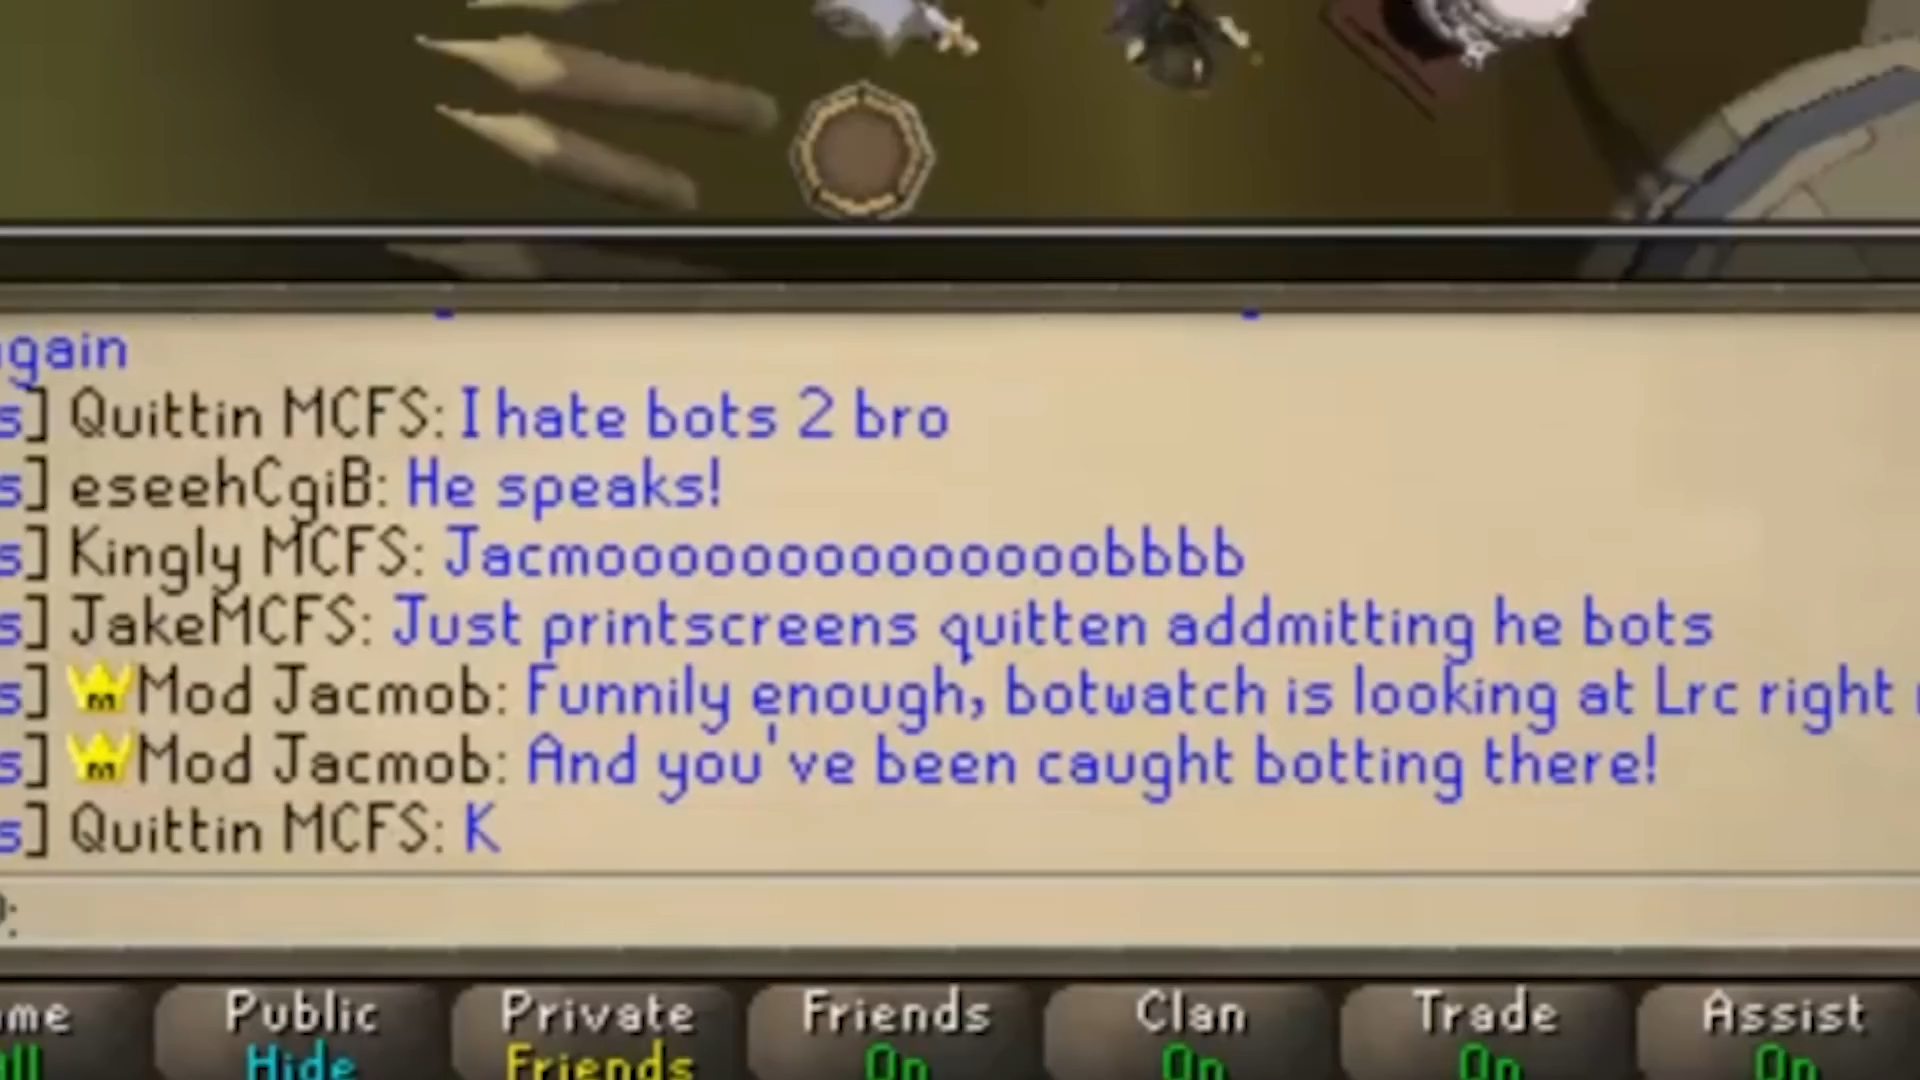 again
s] Quittin MCFS: I hate bots 2 bro
s] eseehCgiB: He speaks!
s] Kingly MCFS: Jacmooooooooooooooobbbb
s] JakeMCFS: Just printscreens quitten addmitting he bots
s] Mod Jacmob: Funnily enough, botwatch is looking at Lrc right
s] Mod Jacmob: And you've been caught botting there!
s] Quittin MCFS: K
Public Private Friends Clan Trade Assist
Hide Friends On On On On